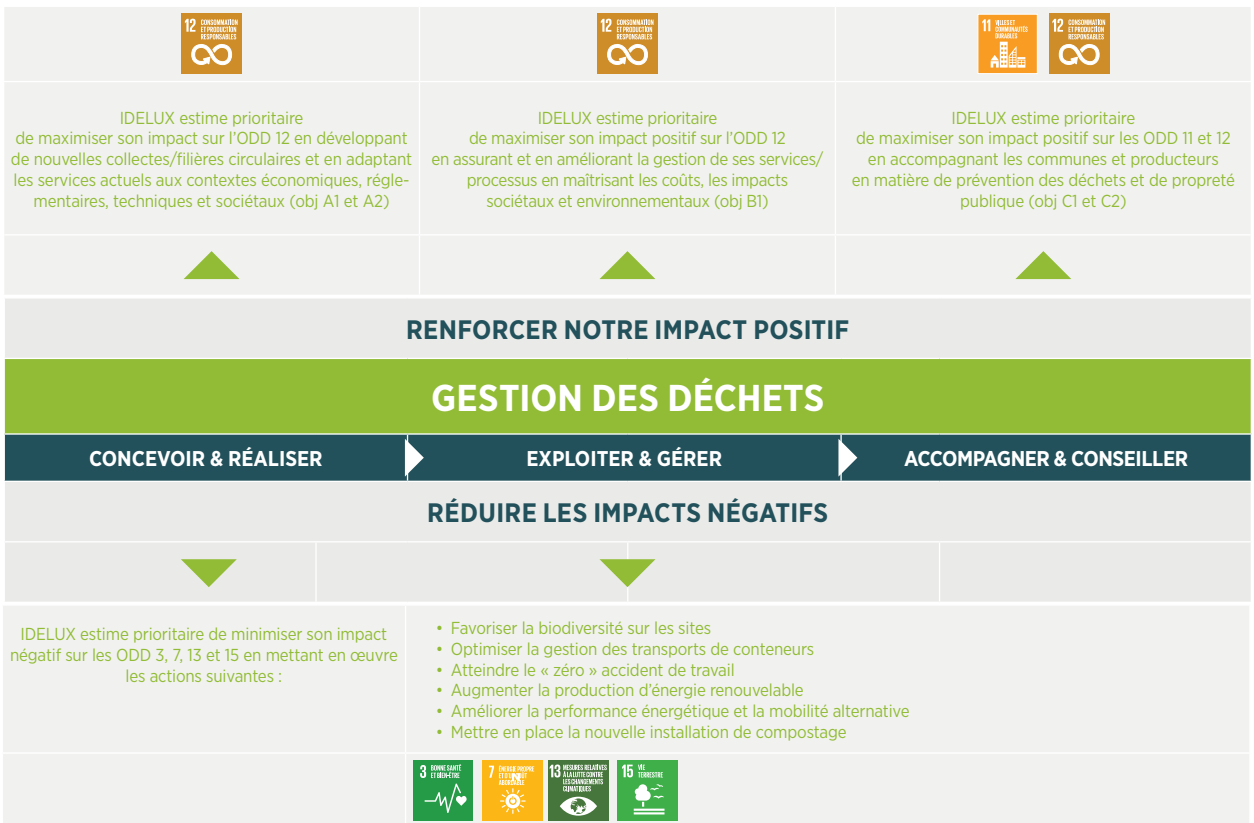 12 CONSOMMATION
ET PRODUCTION
RESPONSABLES
12 CONSOMMATION
ET PRODUCTION
RESPONSABLES
11 VILLES ET
COMMUNAUTÉS
DURABLES
12 CONSOMMATION
ET PRODUCTION
RESPONSABLES
IDELUX estime prioritaire
de maximiser son impact sur l'ODD 12 en développant
de nouvelles collectes/filières circulaires et en adaptant
les services actuels aux contextes économiques, régle-
mentaires, techniques et sociétaux (obj A1 et A2)
IDELUX estime prioritaire
de maximiser son impact positif sur l'ODD 12
en assurant et en améliorant la gestion de ses services/
processus en maîtrisant les coûts, les impacts
sociétaux et environnementaux (obj B1)
IDELUX estime prioritaire
de maximiser son impact positif sur les ODD 11 et 12
en accompagnant les communes et producteurs
en matière de prévention des déchets et de propreté
publique (obj C1 et C2)
RENFORCER NOTRE IMPACT POSITIF
GESTION DES DÉCHETS
CONCEVOIR & RÉALISER
EXPLOITER & GÉRER
ACCOMPAGNER & CONSEILLER
RÉDUIRE LES IMPACTS NÉGATIFS
IDELUX estime prioritaire de minimiser son impact
négatif sur les ODD 3, 7, 13 et 15 en mettant en œuvre
les actions suivantes :
• Favoriser la biodiversité sur les sites
• Optimiser la gestion des transports de conteneurs
• Atteindre le « zéro » accident de travail
• Augmenter la production d'énergie renouvelable
• Améliorer la performance énergétique et la mobilité alternative
• Mettre en place la nouvelle installation de compostage
3 BONNE SANTÉ
ET BIEN-ÊTRE
7 ÉNERGIE PROPRE
ET D'UN COÛT
ABORDABLE
13 MESURES RELATIVES
À LA LUTTE CONTRE
LES CHANGEMENTS
CLIMATIQUES
15 VIE
TERRESTRE